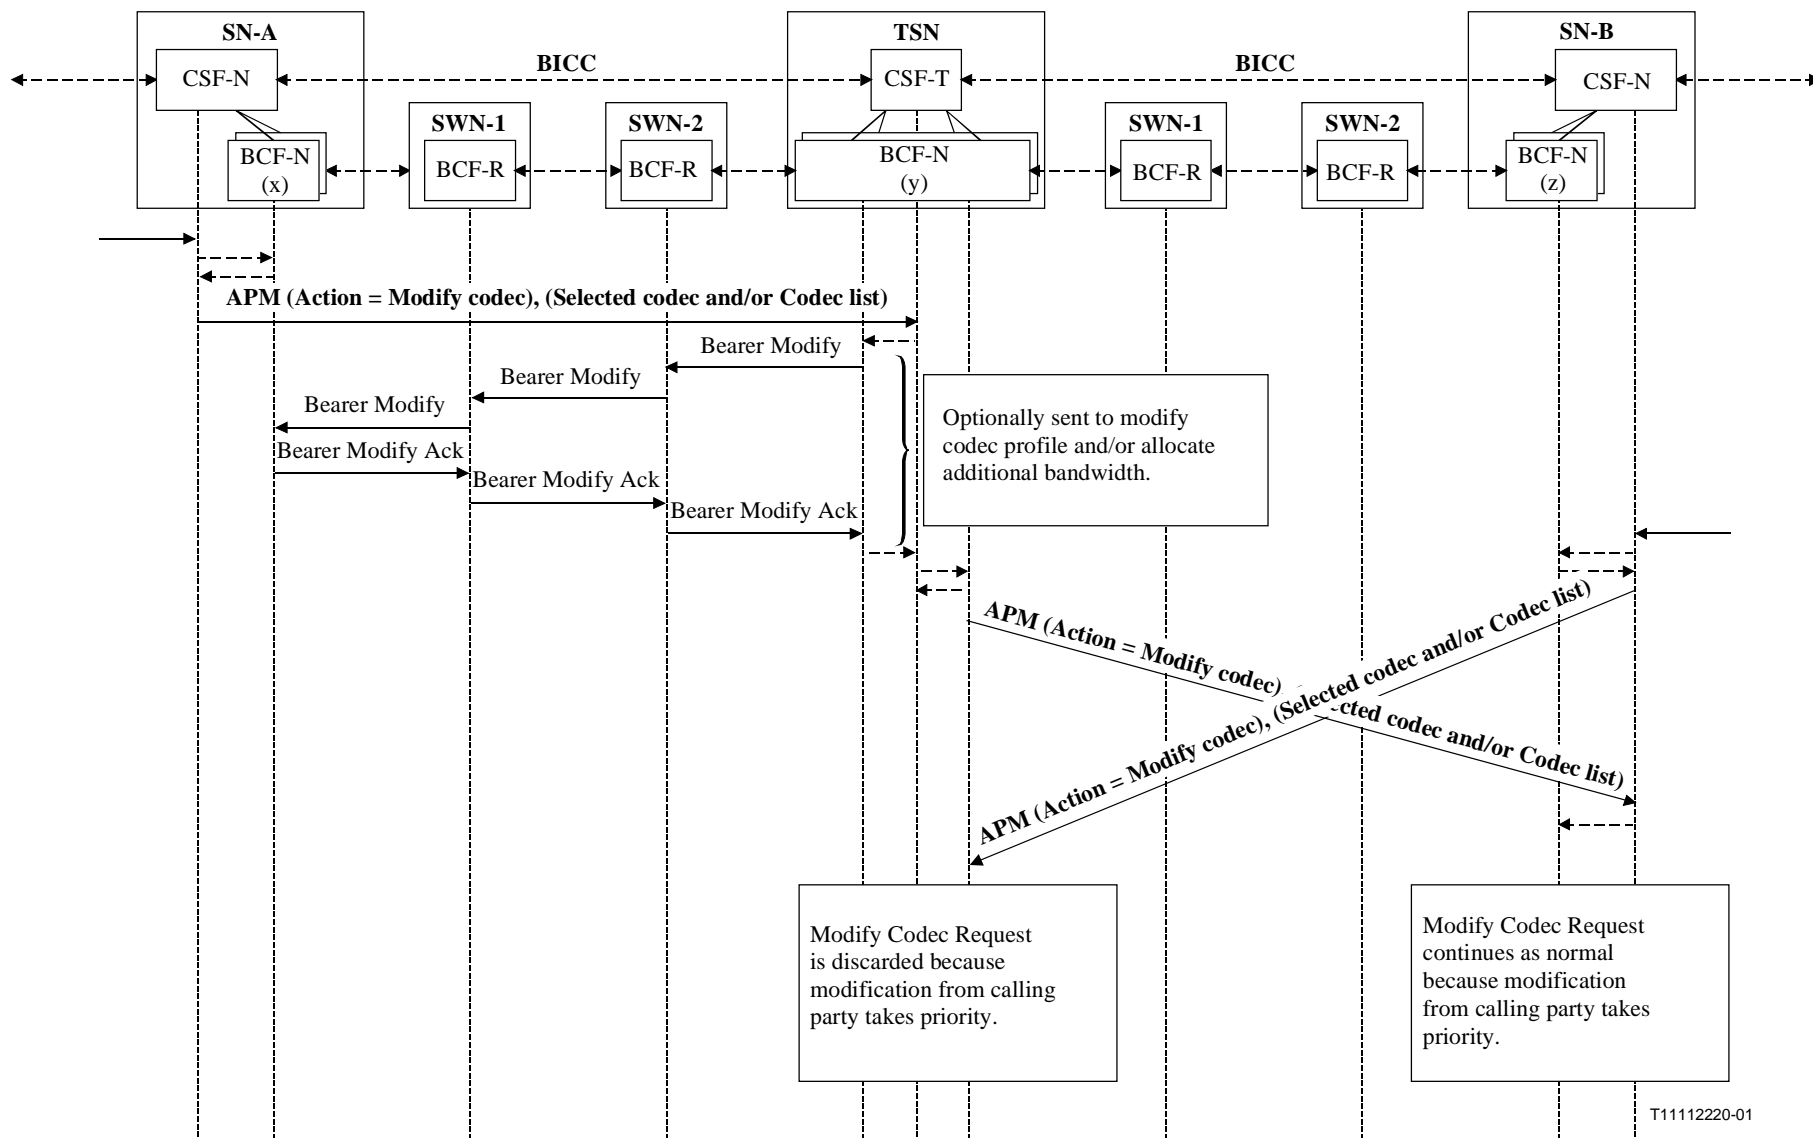 SN-A
TSN
SN-B
BICC
BICC
CSF-N
CSF-T
CSF-N
SWN-1
SWN-2
SWN-1
SWN-2
BCF-N
(x)
BCF-R
BCF-R
BCF-N
(y)
BCF-R
BCF-R
BCF-N
(z)
APM (Action = Modify codec), (Selected codec and/or Codec list)
Bearer Modify
Bearer Modify
Bearer Modify
Bearer Modify Ack
Bearer Modify Ack
Bearer Modify Ack
Optionally sent to modify
codec profile and/or allocate
additional bandwidth.
APM (Action = Modify codec), (Selected codec and/or Codec list)
APM (Action = Modify codec) codec and/or Codec list)
Modify Codec Request
is discarded because
modification from calling
party takes priority.
Modify Codec Request
continues as normal
because modification
from calling party takes
priority.
T11112220-01